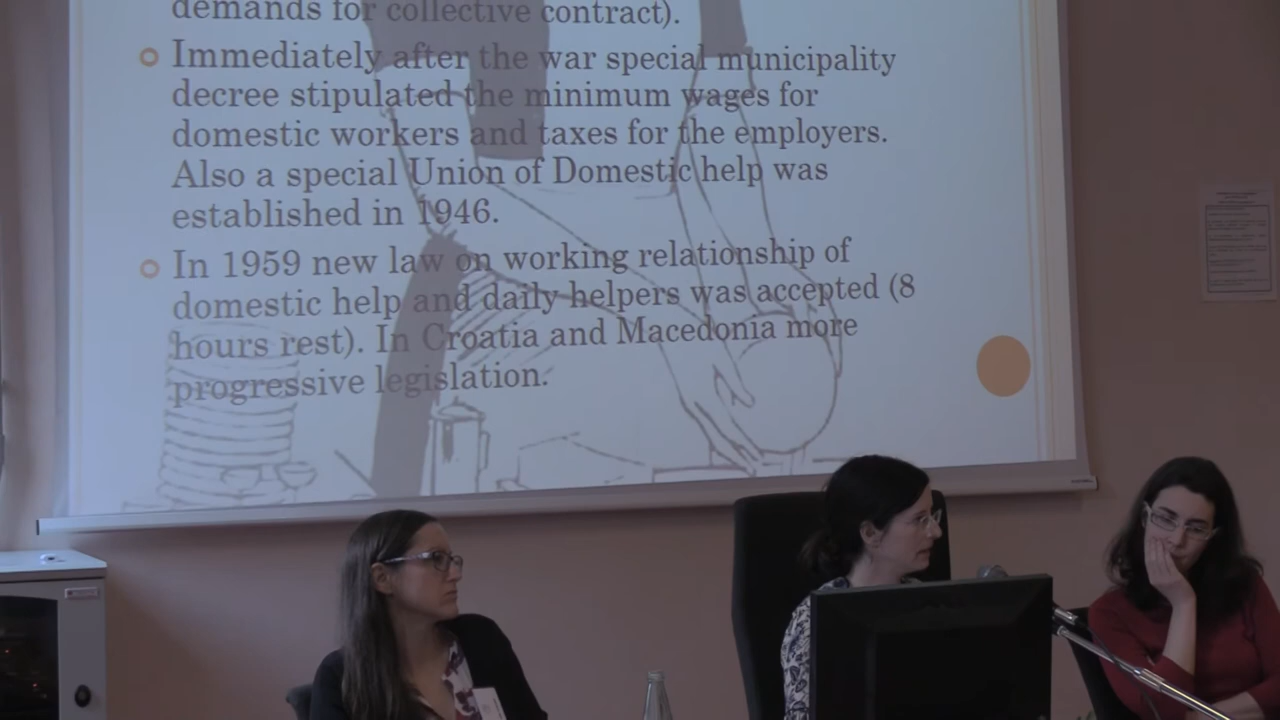 demands for collective contract).
Immediately after the war special municipality
decree stipulated the minimum wages for
domestic workers and taxes for the employers.
Also a special Union of Domestic help was
established in 1946.
In 1959 new law on working relationship of
domestic help and daily helpers was accepted (8
hours rest). In Croatia and Macedonia more
progressive legislation.